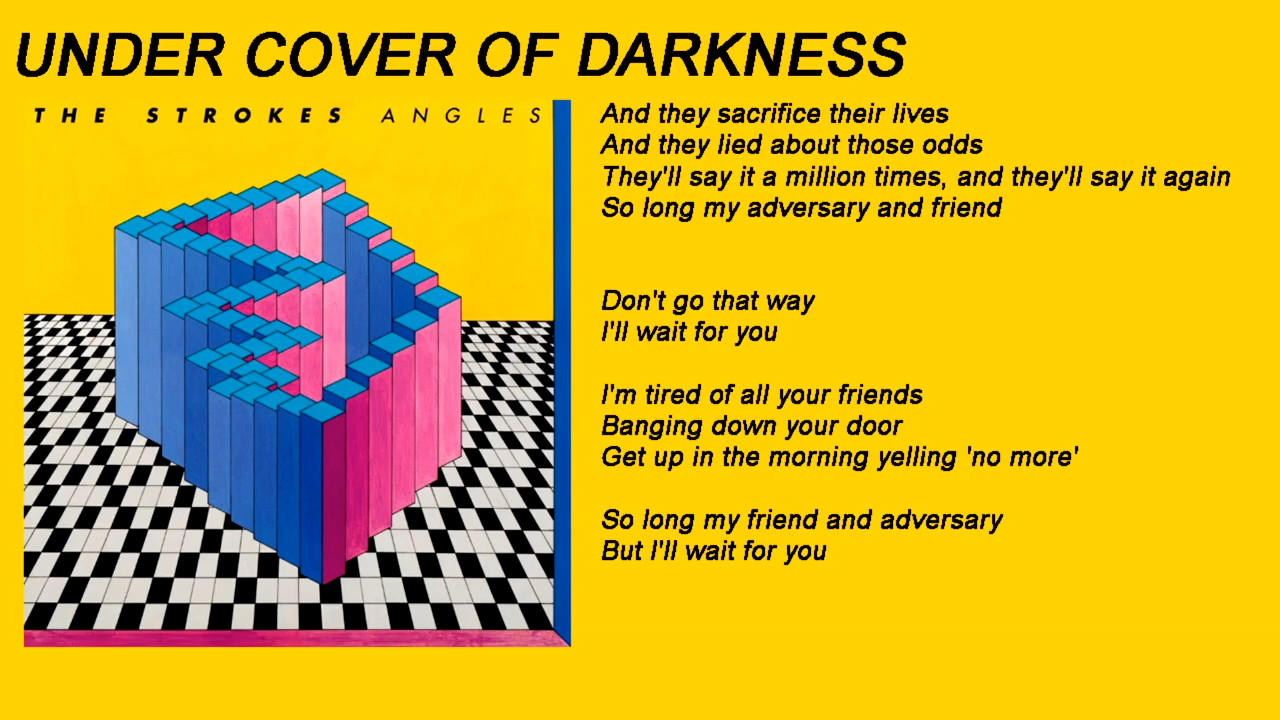 UNDER COVER OF DARKNESS
THE STROKES ANGLES
And they sacrifice their lives
And they lied about those odds
They'll say it a million times, and they'll say it again
So long my adversary and friend
Don't go that way
I'll wait for you
I'm tired of all your friends
Banging down your door
Get up in the morning yelling 'no more'
So long my friend and adversary
But I'll wait for you